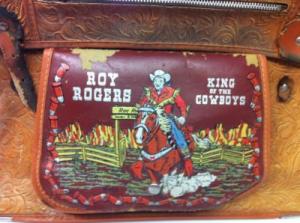 ROY
ROGERS
KING
OF THE
COWBOYS